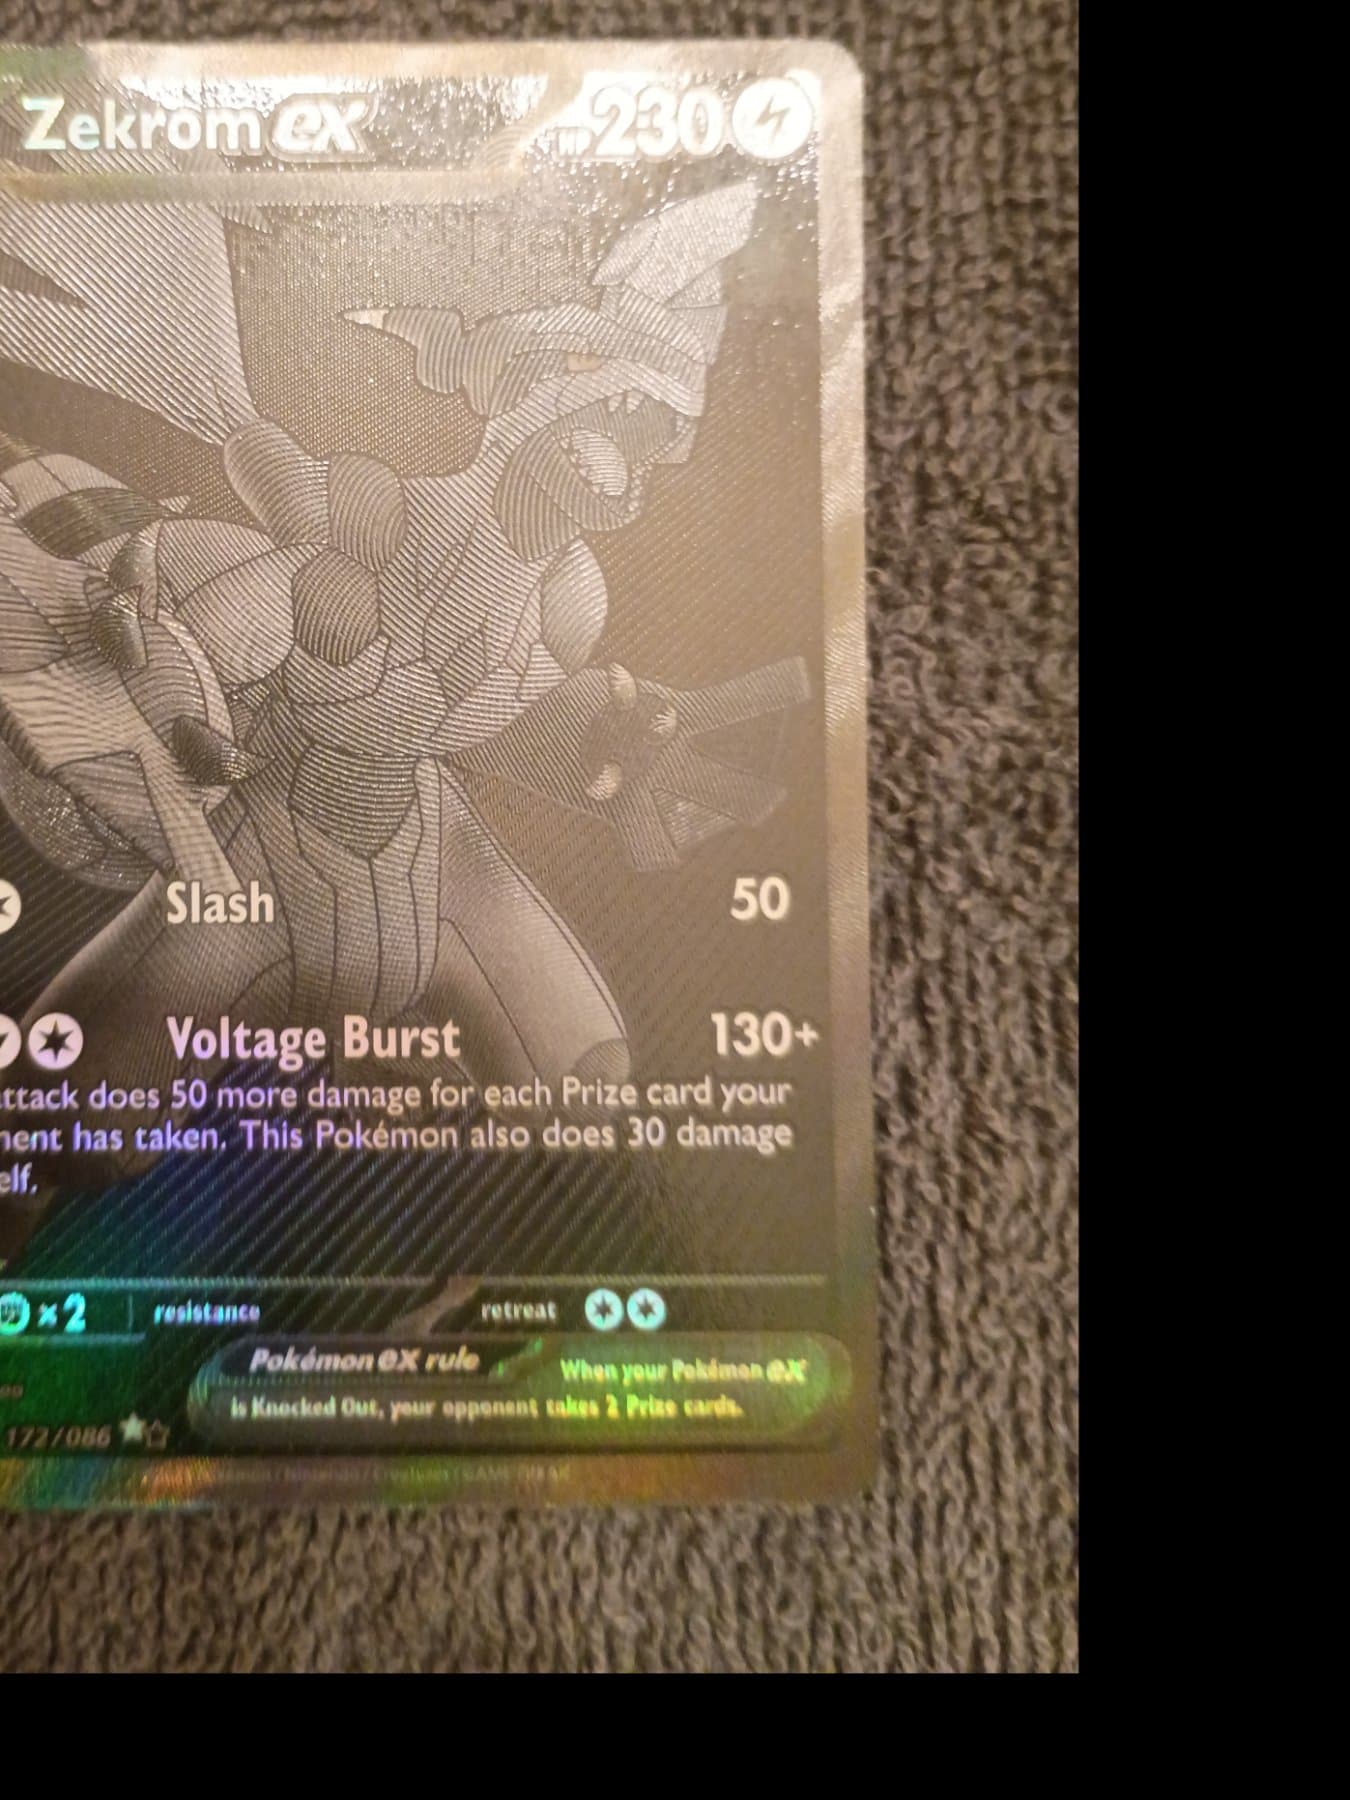 Zekrom ex HP 230
Slash 50
Voltage Burst 130+
attack does 50 more damage for each Prize card your
has taken. This Pokémon also does 30 damage
×2 resistance retreat
Pokémon ex rule When your Pokémon ex
is Knocked Out, your opponent takes 2 Prize cards.
172/086